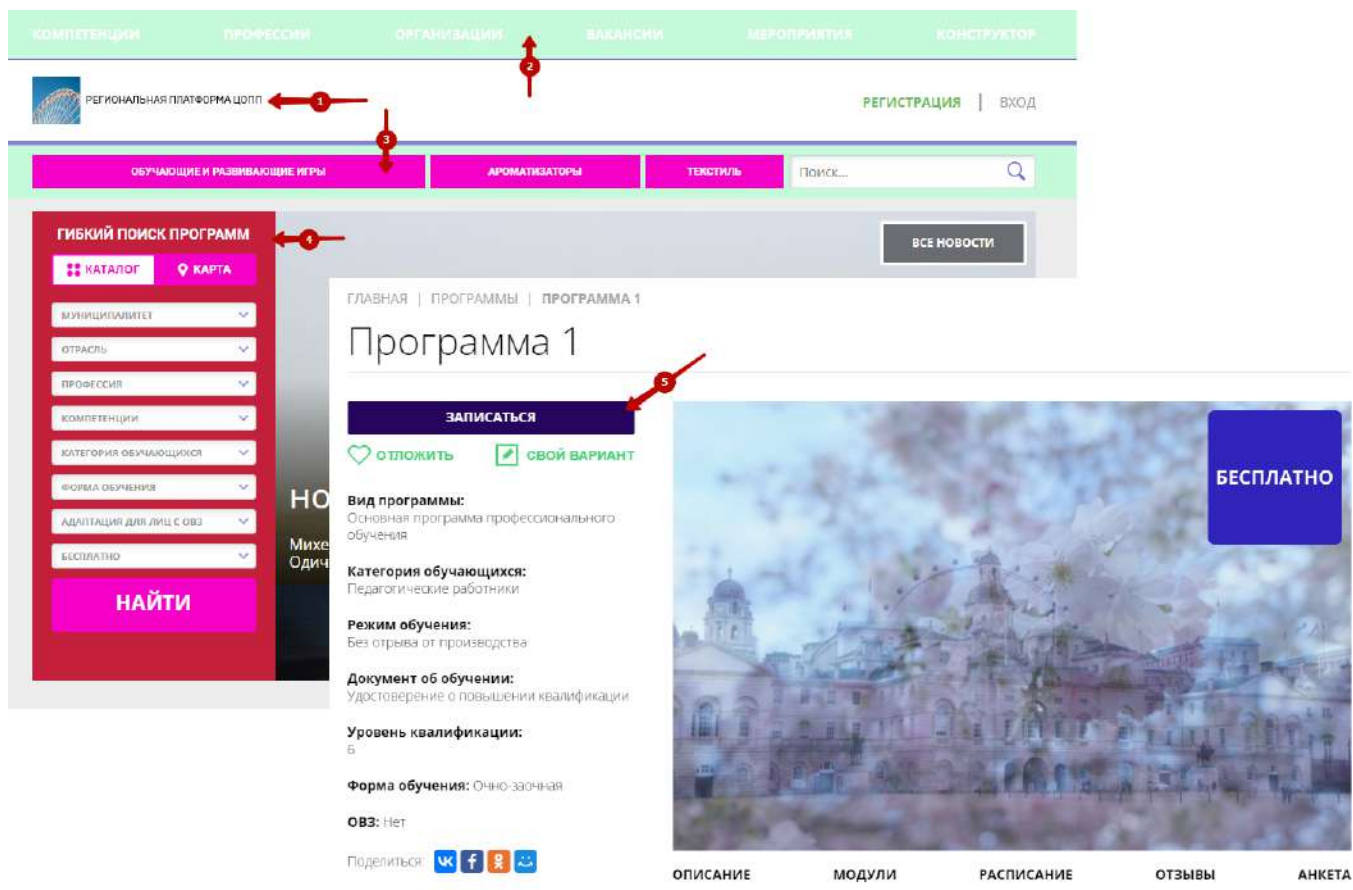 КОМПЕТЕНЦИИ ПРОФЕССИИ ОРГАНИЗАЦИИ ВАКАНСИИ МЕРОПРИЯТИЯ КОНСТРУКТОР
2
РЕГИОНАЛЬНАЯ ПЛАТФОРМА ЦОПП 1 РЕГИСТРАЦИЯ | ВХОД
3
ОБУЧАЮЩИЕ И РАЗВИВАЮЩИЕ ИГРЫ АРОМАТИЗАТОРЫ ТЕКСТИЛЬ Поиск...
ГИБКИЙ ПОИСК ПРОГРАММ 4
ВСЕ НОВОСТИ
КАТАЛОГ КАРТА
МУНИЦИПАЛИТЕТ
ОТРАСЛЬ
ПРОФЕССИЯ
КОМПЕТЕНЦИИ
КАТЕГОРИЯ ОБУЧАЮЩИХСЯ
ФОРМА ОБУЧЕНИЯ
АДАПТАЦИЯ ДЛЯ ЛИЦ С ОВЗ
БЕСПЛАТНО
НАЙТИ
НО
Михе
Одич
ГЛАВНАЯ | ПРОГРАММЫ | ПРОГРАММА 1
Программа 1
5
ЗАПИСАТЬСЯ
ОТЛОЖИТЬ СВОЙ ВАРИАНТ
БЕСПЛАТНО
Вид программы:
Основная программа профессионального
обучения
Категория обучающихся:
Педагогические работники
Режим обучения:
Без отрыва от производства
Документ об обучении:
Удостоверение о повышении квалификации
Уровень квалификации:
6
Форма обучения: Очно-заочная
ОВЗ: Нет
Поделиться:
ОПИСАНИЕ МОДУЛИ РАСПИСАНИЕ ОТЗЫВЫ АНКЕТА